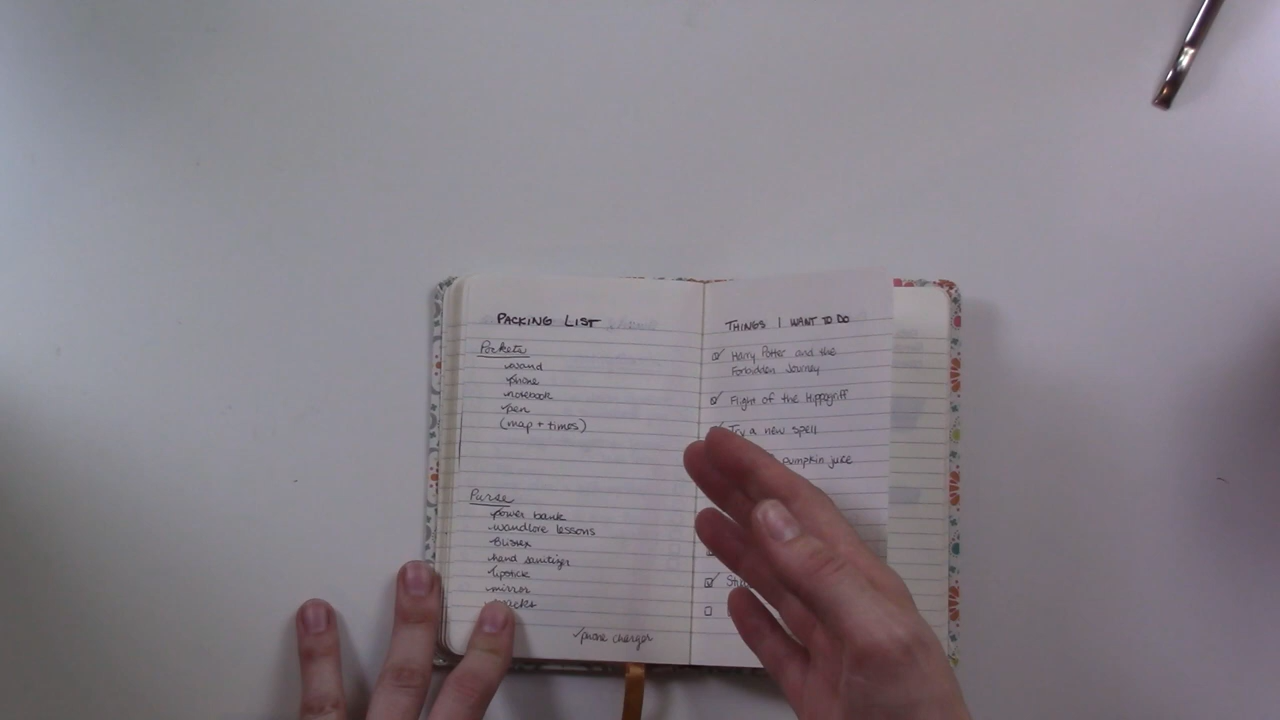 PACKING LIST
Pockets
wand
phone
notebook
pen
(map + times)
Purse
power bank
wandlore lessons
Blistex
hand sanitizer
lipstick
mirror
phone charger
THINGS I WANT TO DO
Harry Potter and the
Forbidden Journey
Flight of the Hippogriff
Try a new spell
pumpkin juice